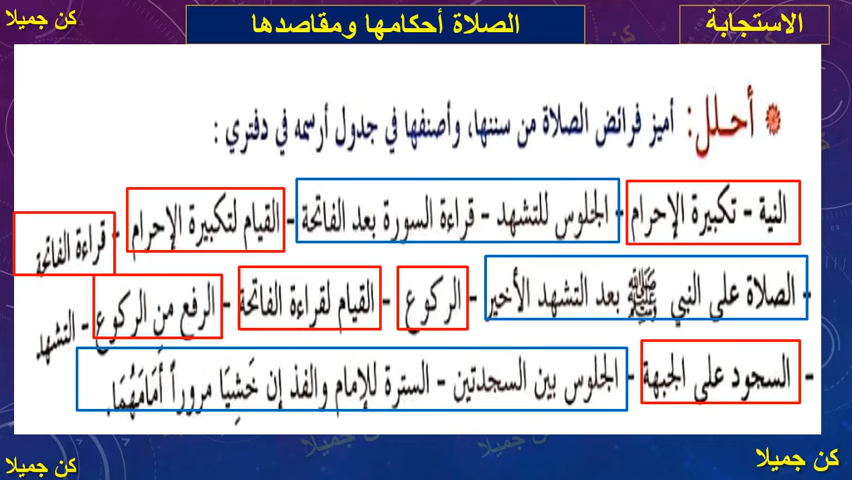 كن جميلا
الصلاة أحكامها ومقاصدها
الاستجابة
* أحلل: أميز فرائض الصلاة من سننها، وأصنفها في جدول أرسمه في دفتري :
النية - تكبيرة الإحرام - الجلوس للتشهد - قراءة السورة بعد الفاتحة - القيام لتكبيرة الإحرام - قراءة الفاتحة
- الصلاة على النبي ﷺ بعد التشهد الأخير - الركوع - القيام لقراءة الفاتحة - الرفع من الركوع - التشهد
- السجود على الجبهة - الجلوس بين السجدتين - السترة للإمام والفذ إن خَشِيَا مروراً أَمَامَهُمَا.
كن جميلا
كن جميلا